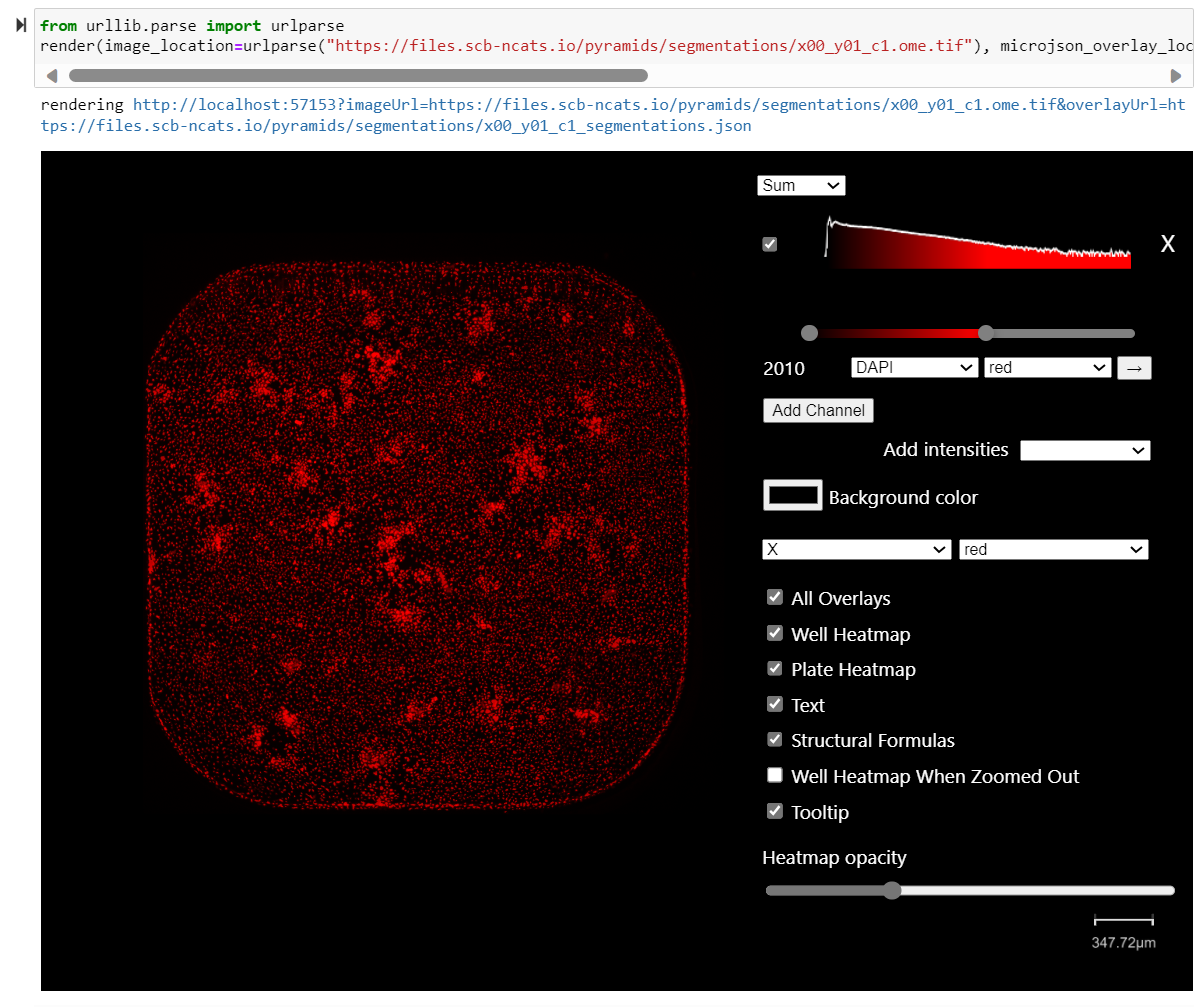 from urllib.parse import urlparse
render(image_location=urlparse("https://files.scb-ncats.io/pyramids/segmentations/x00_y01_c1.ome.tif"), microjson_overlay_loc
rendering http://localhost:57153?imageUrl=https://files.scb-ncats.io/pyramids/segmentations/x00_y01_c1.ome.tif&overlayUrl=ht
tps://files.scb-ncats.io/pyramids/segmentations/x00_y01_c1_segmentations.json
Sum
X
2010 DAPI red →
Add Channel
Add intensities
Background color
X red
All Overlays
Well Heatmap
Plate Heatmap
Text
Structural Formulas
Well Heatmap When Zoomed Out
Tooltip
Heatmap opacity
347.72µm